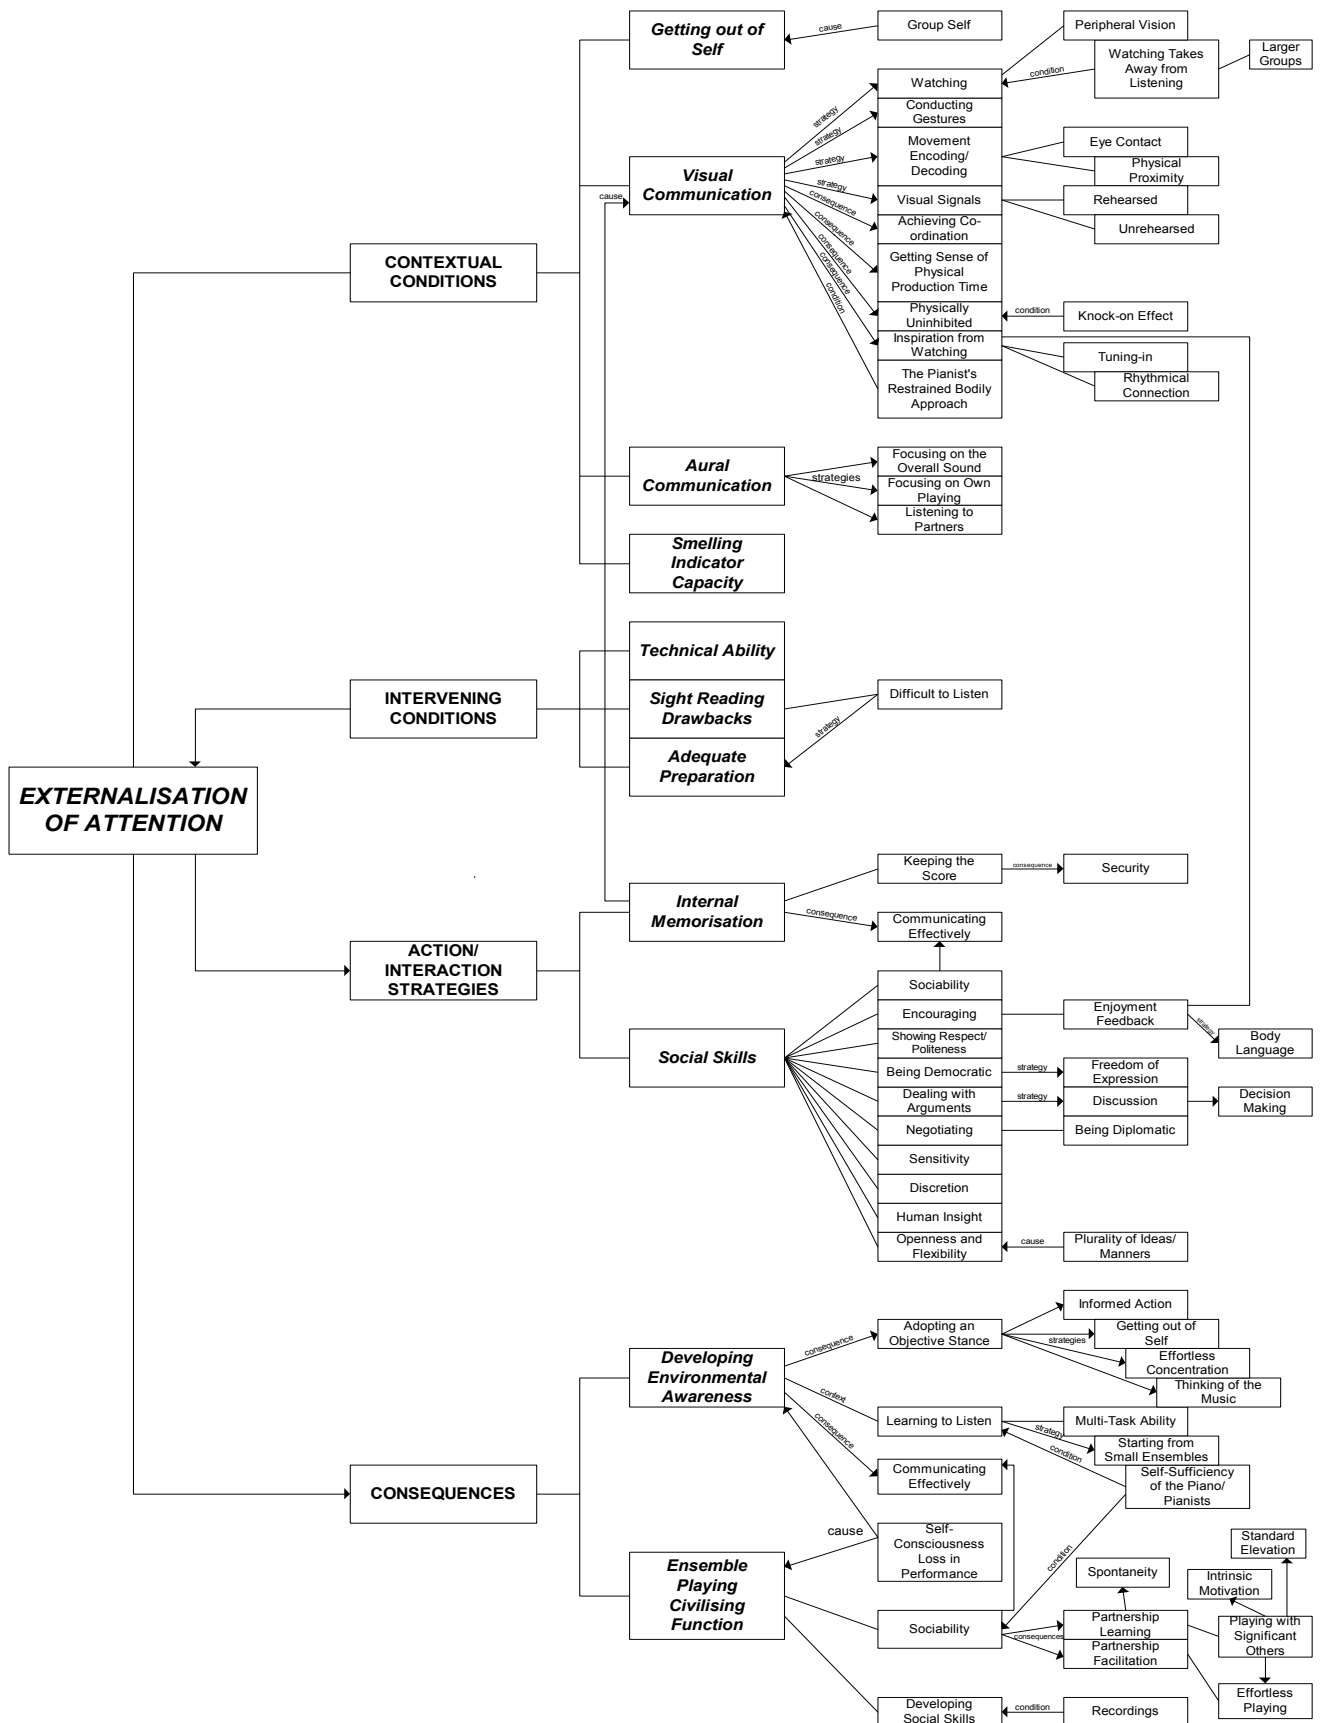 Getting out of
Self
cause
Group Self
Peripheral Vision
Watching Takes
Away from
Listening
Larger
Groups
condition
Watching
Conducting
Gestures
Movement
Encoding/
Decoding
Eye Contact
Physical
Proximity
Visual
Communication
cause
strategy
strategy
strategy
strategy
consequence
consequence
consequence
consequence
condition
Visual Signals
Rehearsed
Unrehearsed
Achieving Co-
ordination
Getting Sense of
Physical
Production Time
Physically
Uninhibited
condition
Knock-on Effect
Inspiration from
Watching
Tuning-in
Rhythmical
Connection
The Pianist's
Restrained Bodily
Approach
CONTEXTUAL
CONDITIONS
Aural
Communication
strategies
Focusing on the
Overall Sound
Focusing on Own
Playing
Listening to
Partners
Smelling
Indicator
Capacity
Technical Ability
INTERVENING
CONDITIONS
Sight Reading
Drawbacks
Difficult to Listen
strategy
Adequate
Preparation
EXTERNALISATION
OF ATTENTION
Internal
Memorisation
Keeping the
Score
consequence
Security
consequence
Communicating
Effectively
ACTION/
INTERACTION
STRATEGIES
Social Skills
Sociability
Encouraging
Enjoyment
Feedback
strategy
Body
Language
Showing Respect/
Politeness
Being Democratic
strategy
Freedom of
Expression
Dealing with
Arguments
strategy
Discussion
Decision
Making
Negotiating
Being Diplomatic
Sensitivity
Discretion
Human Insight
Openness and
Flexibility
cause
Plurality of Ideas/
Manners
Developing
Environmental
Awareness
consequence
Adopting an
Objective Stance
strategies
Informed Action
Getting out of
Self
Effortless
Concentration
Thinking of the
Music
context
Learning to Listen
Multi-Task Ability
strategy
Starting from
Small Ensembles
condition
Self-Sufficiency
of the Piano/
Pianists
consequence
Communicating
Effectively
CONSEQUENCES
cause
Self-
Consciousness
Loss in
Performance
condition
Ensemble
Playing
Civilising
Function
Sociability
consequences
Spontaneity
Partnership
Learning
Partnership
Facilitation
Standard
Elevation
Intrinsic
Motivation
Playing with
Significant
Others
Effortless
Playing
Developing
Social Skills
condition
Recordings